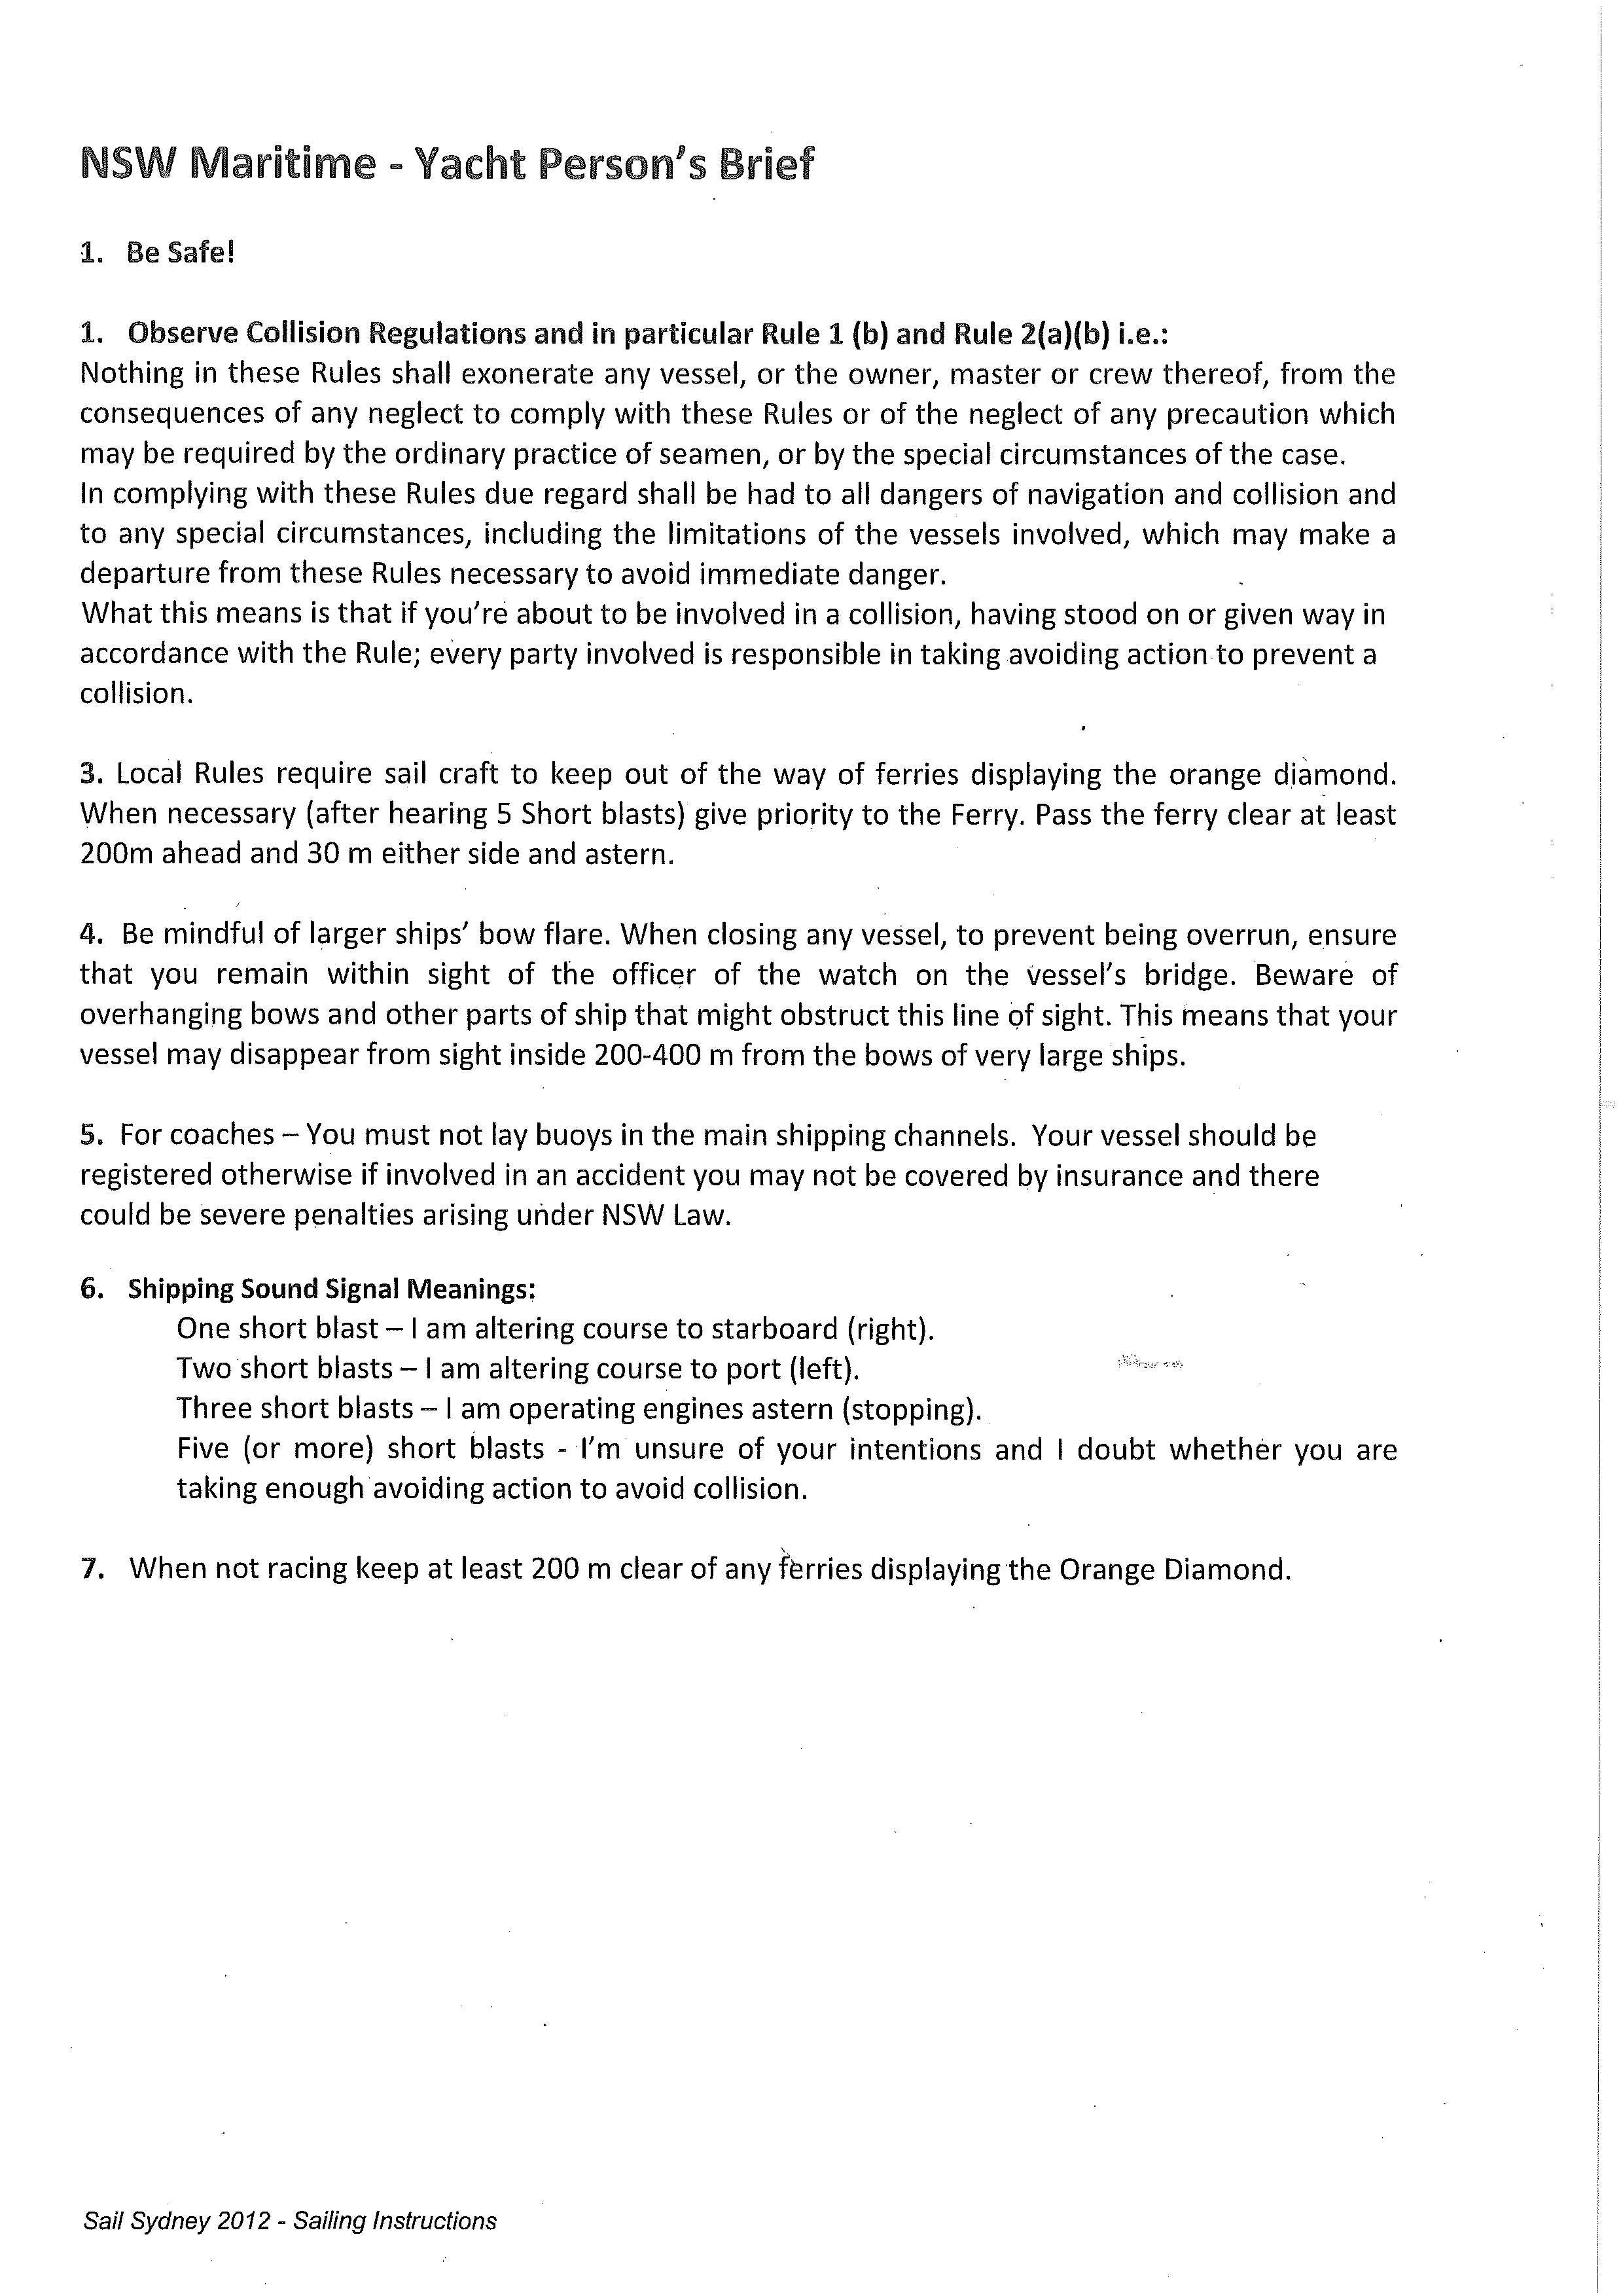 NSW Maritime - Yacht Person's Brief
1. Be Safe!
1. Observe Collision Regulations and in particular Rule 1 (b) and Rule 2(a)(b) i.e.:
Nothing in these Rules shall exonerate any vessel, or the owner, master or crew thereof, from the
consequences of any neglect to comply with these Rules or of the neglect of any precaution which
may be required by the ordinary practice of seamen, or by the special circumstances of the case.
In complying with these Rules due regard shall be had to all dangers of navigation and collision and
to any special circumstances, including the limitations of the vessels involved, which may make a
departure from these Rules necessary to avoid immediate danger.
What this means is that if you're about to be involved in a collision, having stood on or given way in
accordance with the Rule; every party involved is responsible in taking avoiding action to prevent a
collision.
3. Local Rules require sail craft to keep out of the way of ferries displaying the orange diamond.
When necessary (after hearing 5 Short blasts) give priority to the Ferry. Pass the ferry clear at least
200m ahead and 30 m either side and astern.
4. Be mindful of larger ships' bow flare. When closing any vessel, to prevent being overrun, ensure
that you remain within sight of the officer of the watch on the vessel's bridge. Beware of
overhanging bows and other parts of ship that might obstruct this line of sight. This means that your
vessel may disappear from sight inside 200-400 m from the bows of very large ships.
5. For coaches – You must not lay buoys in the main shipping channels. Your vessel should be
registered otherwise if involved in an accident you may not be covered by insurance and there
could be severe penalties arising under NSW Law.
6. Shipping Sound Signal Meanings:
One short blast – I am altering course to starboard (right).
Two short blasts – I am altering course to port (left).
Three short blasts – I am operating engines astern (stopping).
Five (or more) short blasts - I'm unsure of your intentions and I doubt whether you are
taking enough avoiding action to avoid collision.
7. When not racing keep at least 200 m clear of any ferries displaying the Orange Diamond.
Sail Sydney 2012 - Sailing Instructions